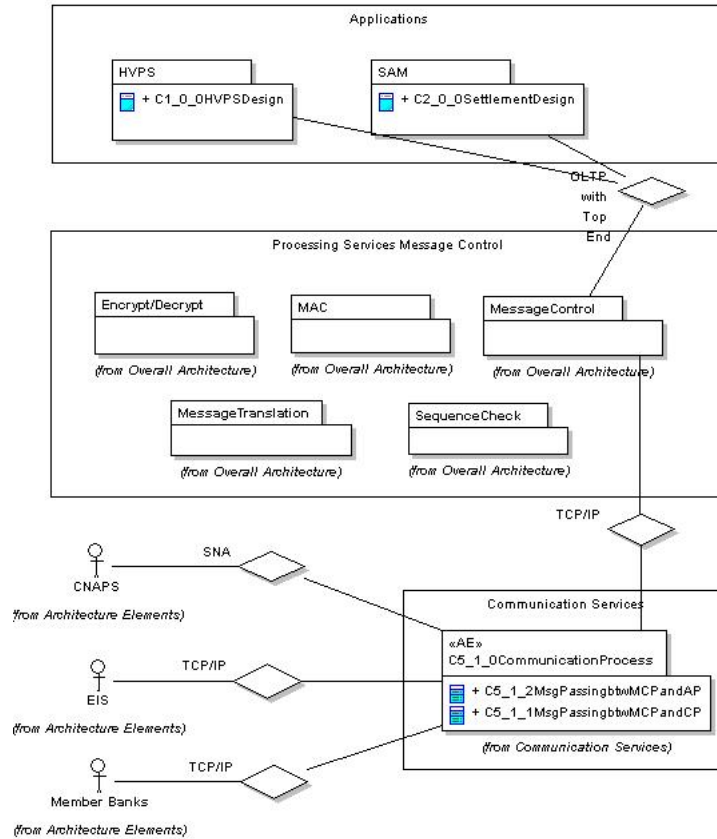 Applications
HVPS
+ C1_0_0HVPSDesign
SAM
+ C2_0_0SettlementDesign
OLTP
with
Top
End
Processing Services Message Control
Encrypt/Decrypt
(from Overall Architecture)
MAC
(from Overall Architecture)
MessageControl
(from Overall Architecture)
MessageTranslation
(from Overall Architecture)
SequenceCheck
(from Overall Architecture)
TCP/IP
SNA
CNAPS
(from Architecture Elements)
TCP/IP
EIS
(from Architecture Elements)
TCP/IP
Member Banks
(from Architecture Elements)
Communication Services
«AE»
C5_1_0CommunicationProcess
+ C5_1_2MsgPassingbtwMCPandAP
+ C5_1_1MsgPassingbtwMCPandCP
(from Communication Services)